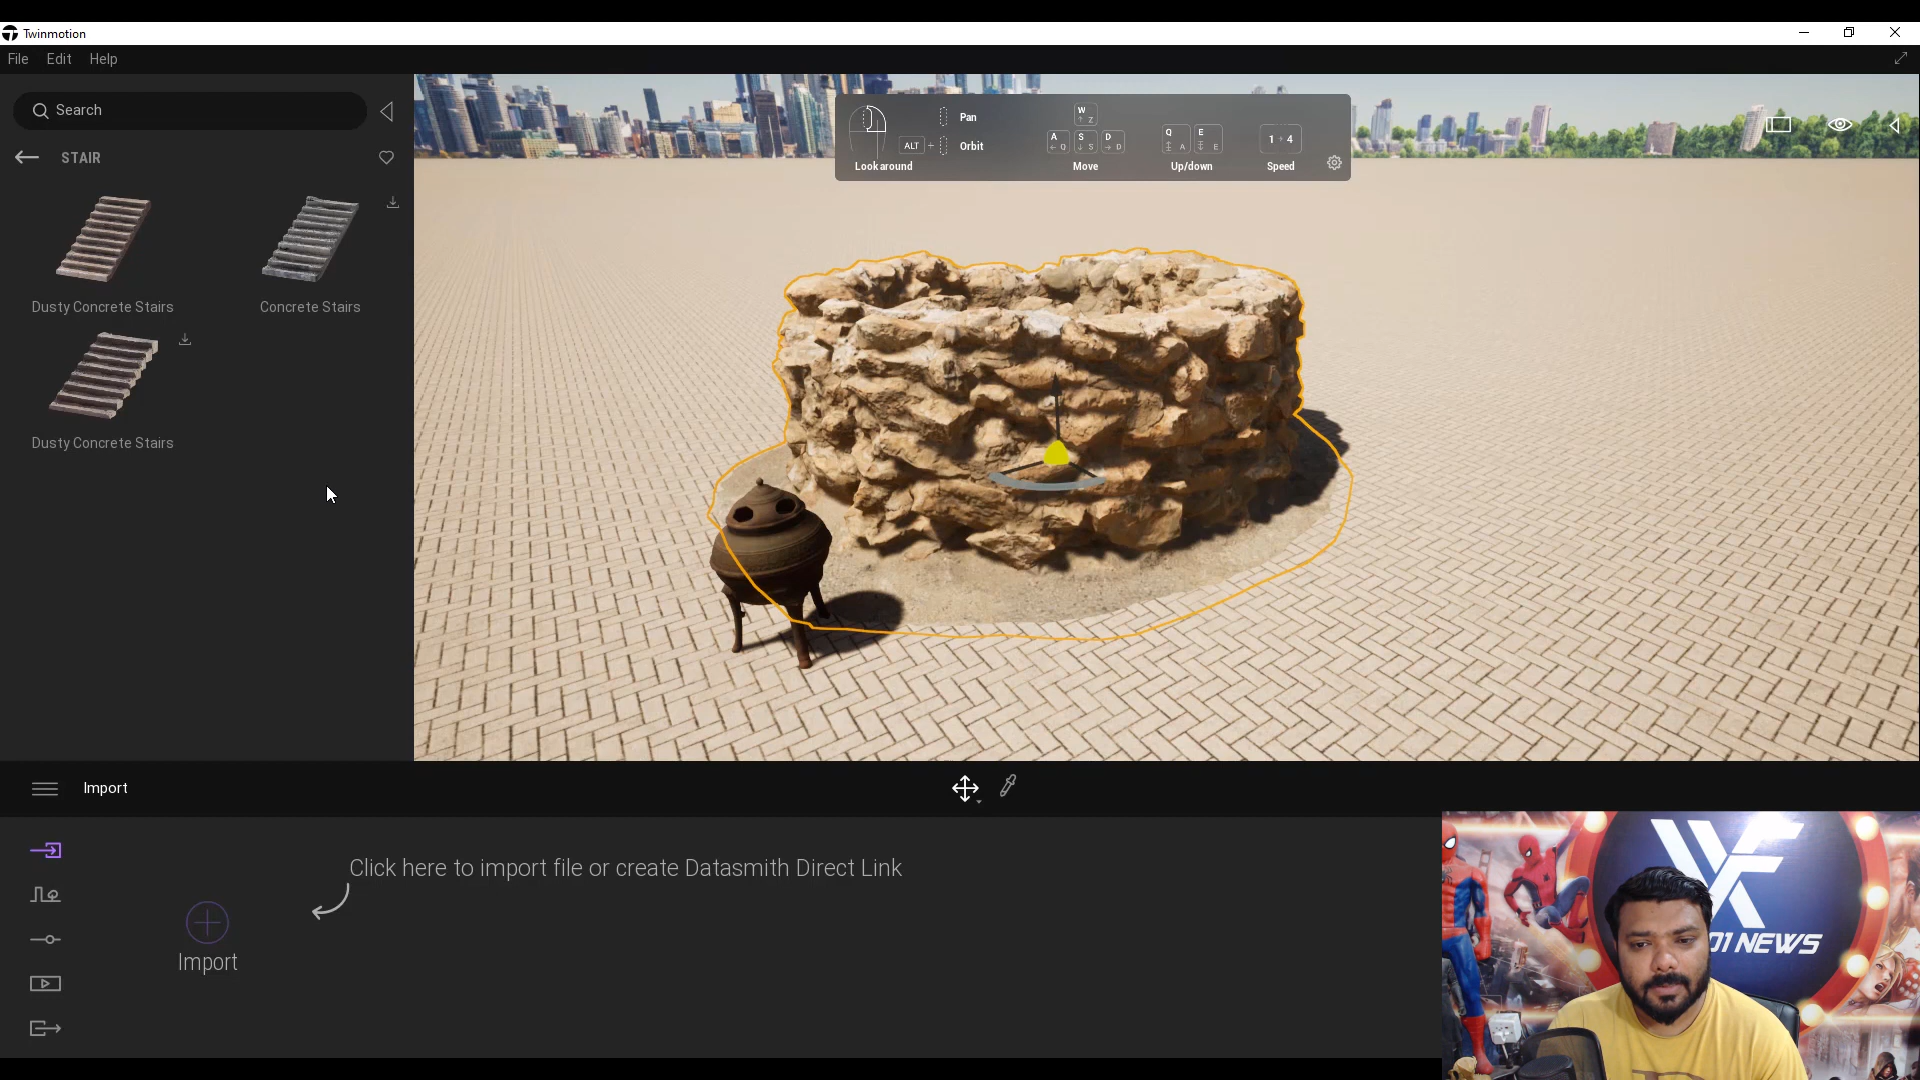 Twinmotion
File Edit Help
Search
STAIR
Dusty Concrete Stairs
Concrete Stairs
Dusty Concrete Stairs
Look around
Pan
ALT +
Orbit
W
↑ Z
A
← Q
S
↓ S
D
→ D
Move
Q
A
E
E
Up/down
1 → 4
Speed
Import
Click here to import file or create Datasmith Direct Link
Import
01 NEWS